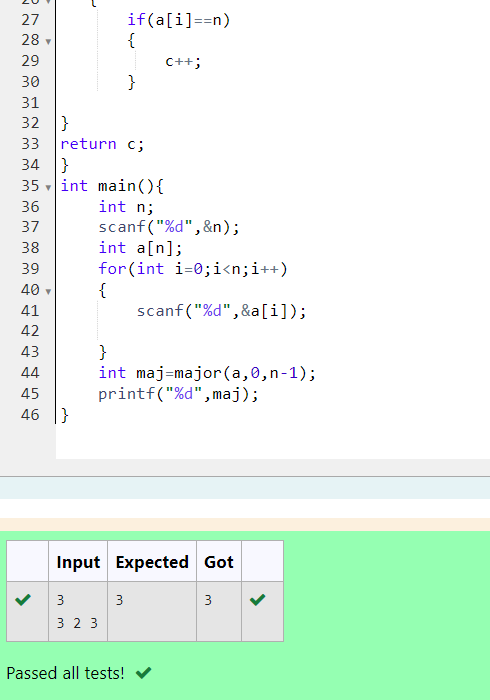 {
27 if(a[i]==n)
28 {
29 c++;
30 }
31
32 }
33 return c;
34 }
35 int main(){
36 int n;
37 scanf("%d",&n);
38 int a[n];
39 for(int i=0;i<n;i++)
40 {
41 scanf("%d",&a[i]);
42
43 }
44 int maj=major(a,0,n-1);
45 printf("%d",maj);
46 }
Input Expected Got
3 3 3
3 2 3
Passed all tests!